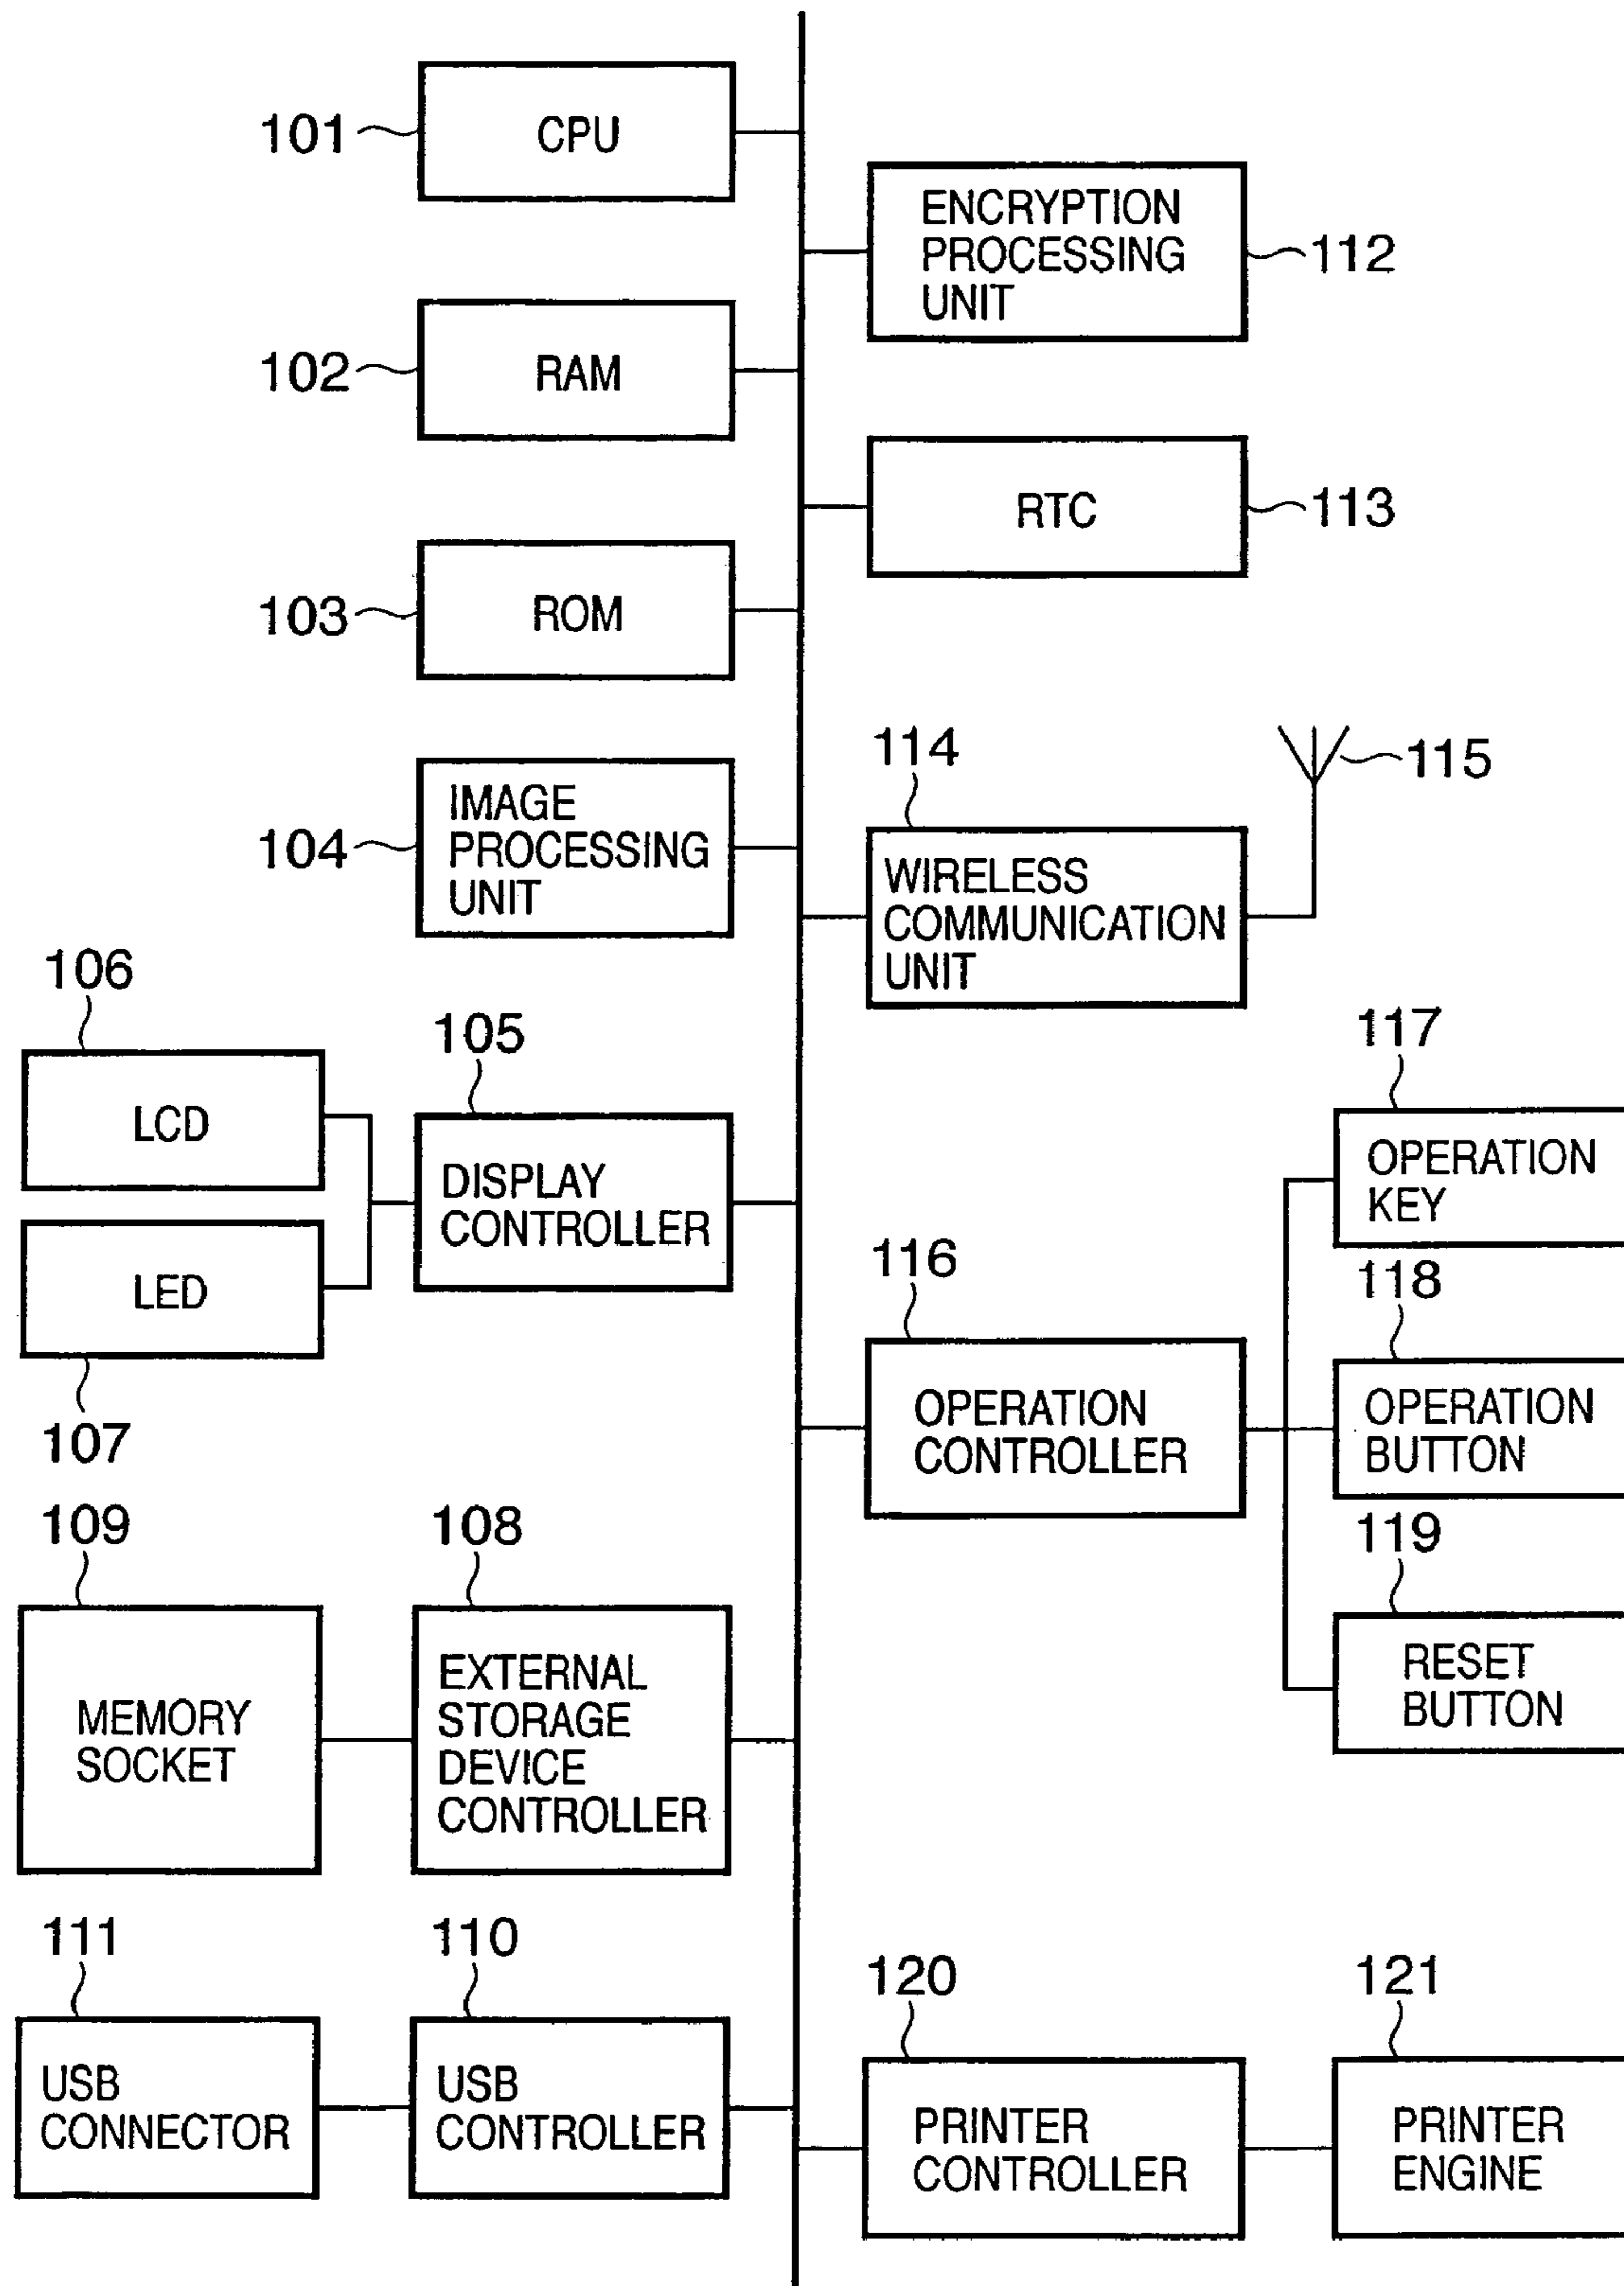 101
CPU
ENCRYPTION
PROCESSING
UNIT
112
102
RAM
RTC
113
103
ROM
114
115
104
IMAGE
PROCESSING
UNIT
WIRELESS
COMMUNICATION
UNIT
106
105
117
LCD
DISPLAY
CONTROLLER
OPERATION
KEY
LED
116
118
107
OPERATION
CONTROLLER
OPERATION
BUTTON
109
108
119
MEMORY
SOCKET
EXTERNAL
STORAGE
DEVICE
CONTROLLER
RESET
BUTTON
111
110
120
121
USB
CONNECTOR
USB
CONTROLLER
PRINTER
CONTROLLER
PRINTER
ENGINE